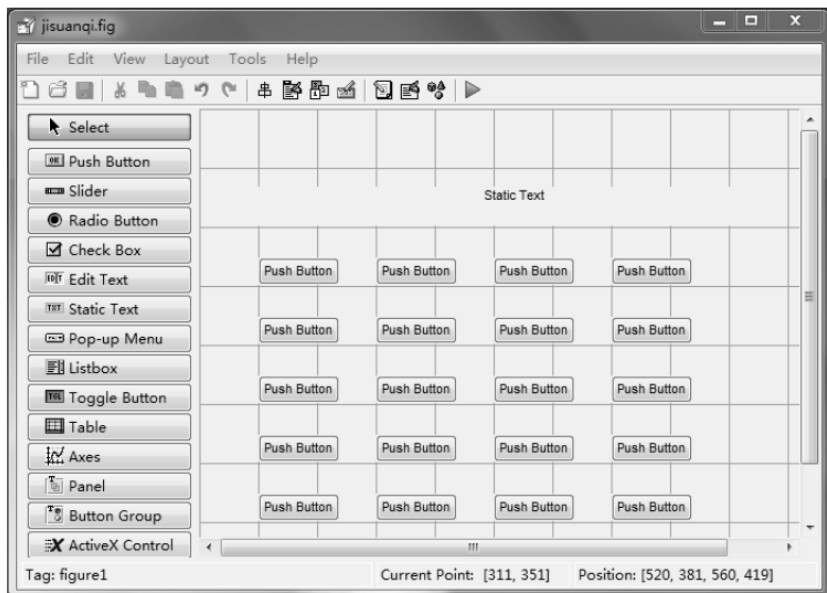 jisuanqi.fig
File Edit View Layout Tools Help
Select
Push Button
Slider
Radio Button
Check Box
Edit Text
Static Text
Pop-up Menu
Listbox
Toggle Button
Table
Axes
Panel
Button Group
ActiveX Control
Static Text
Push Button Push Button Push Button Push Button
Push Button Push Button Push Button Push Button
Push Button Push Button Push Button Push Button
Push Button Push Button Push Button Push Button
Push Button Push Button Push Button Push Button
Tag: figure1 Current Point: [311, 351] Position: [520, 381, 560, 419]